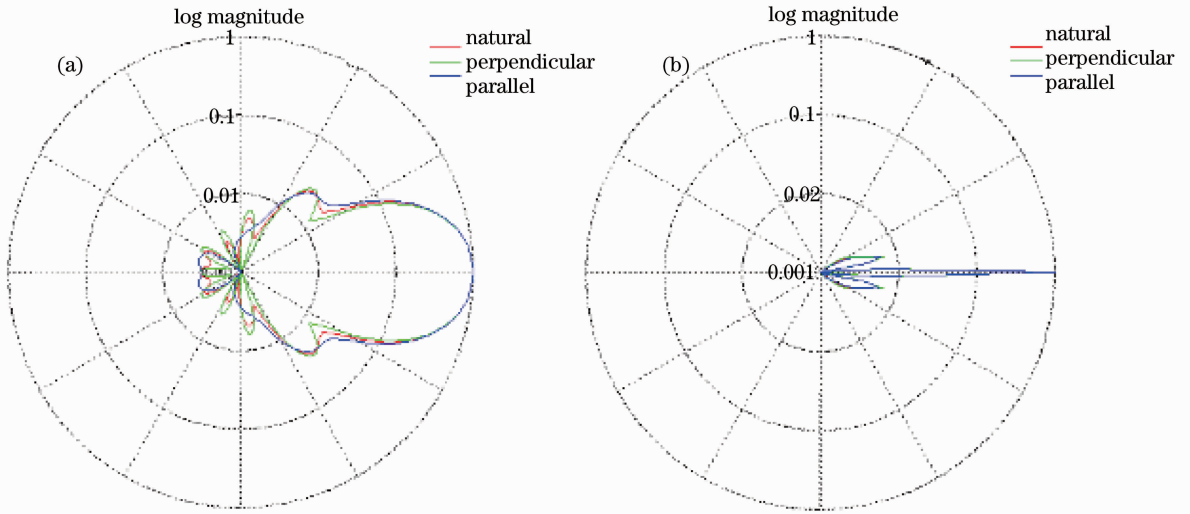 log magnitude
1
natural
perpendicular
parallel
(a)
0.1
0.01
log magnitude
1
natural
perpendicular
parallel
(b)
0.1
0.02
0.001